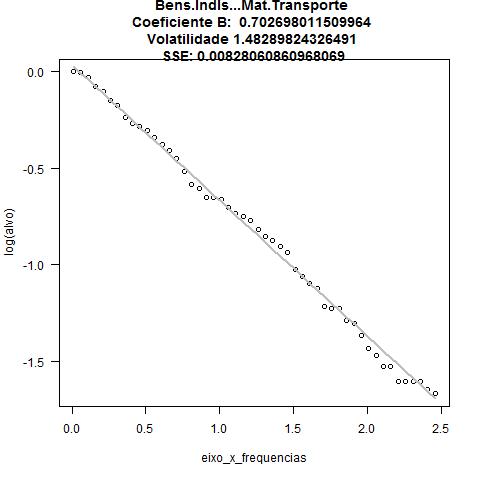 Bens.Indis...Mat.Transporte
Coeficiente B:  0.702698011509964
Volatilidade 1.48289824326491
SSE: 0.00828060860968069
0.0
-0.5
-1.0
-1.5
log(alvo)
0.0 0.5 1.0 1.5 2.0 2.5
eixo_x_frequencias